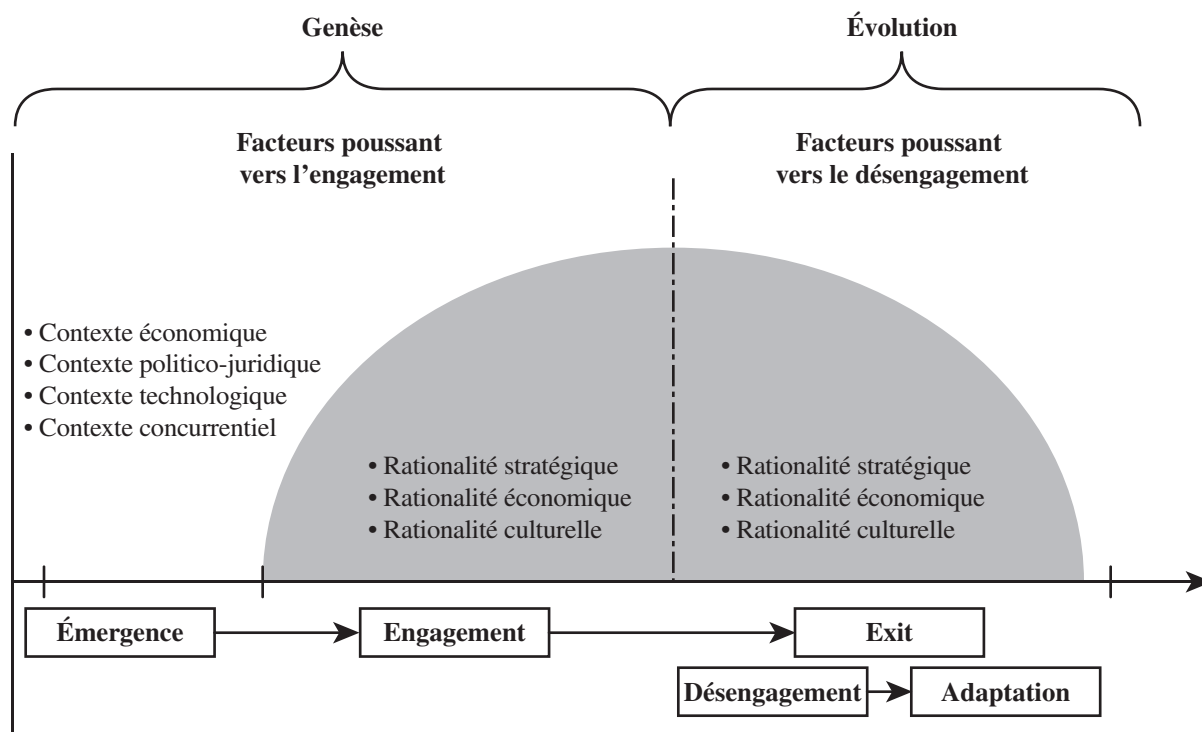 Genèse
Évolution
Facteurs poussant
vers l'engagement
Facteurs poussant
vers le désengagement
• Contexte économique
• Contexte politico-juridique
• Contexte technologique
• Contexte concurrentiel
• Rationalité stratégique
• Rationalité économique
• Rationalité culturelle
• Rationalité stratégique
• Rationalité économique
• Rationalité culturelle
Émergence
Engagement
Exit
Désengagement
Adaptation